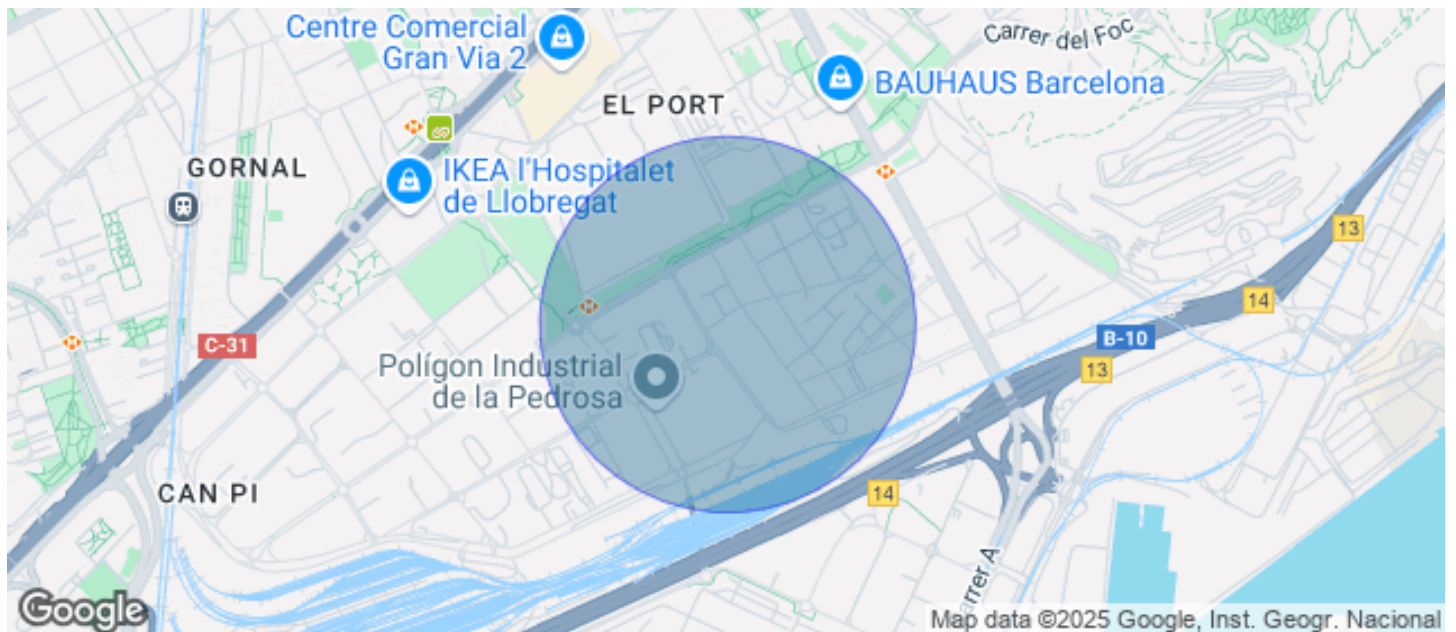 Centre Comercial
Gran Via 2
Carrer del Foc
BAUHAUS Barcelona
EL PORT
GORNAL
IKEA l'Hospitalet
de Llobregat
13
14
C-31
B-10
13
Polígon Industrial
de la Pedrosa
CAN PI
14
Carrer A
Google
Map data ©2025 Google, Inst. Geogr. Nacional